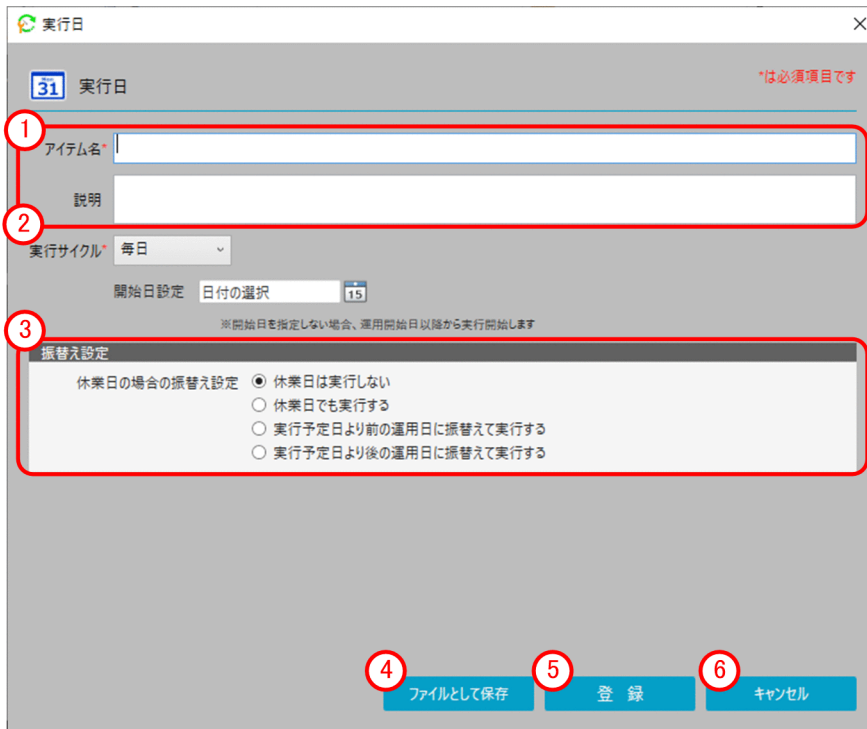 実行日
31
実行日
*は必須項目です
1
アイテム名*
説明
2
実行サイクル* 毎日
開始日設定 日付の選択 15
※開始日を指定しない場合、運用開始日以降から実行開始します
3
振替え設定
休業日の場合の振替え設定 休業日は実行しない
休業日でも実行する
実行予定日より前の運用日に振替えて実行する
実行予定日より後の運用日に振替えて実行する
4 5 6
ファイルとして保存 登 録 キャンセル